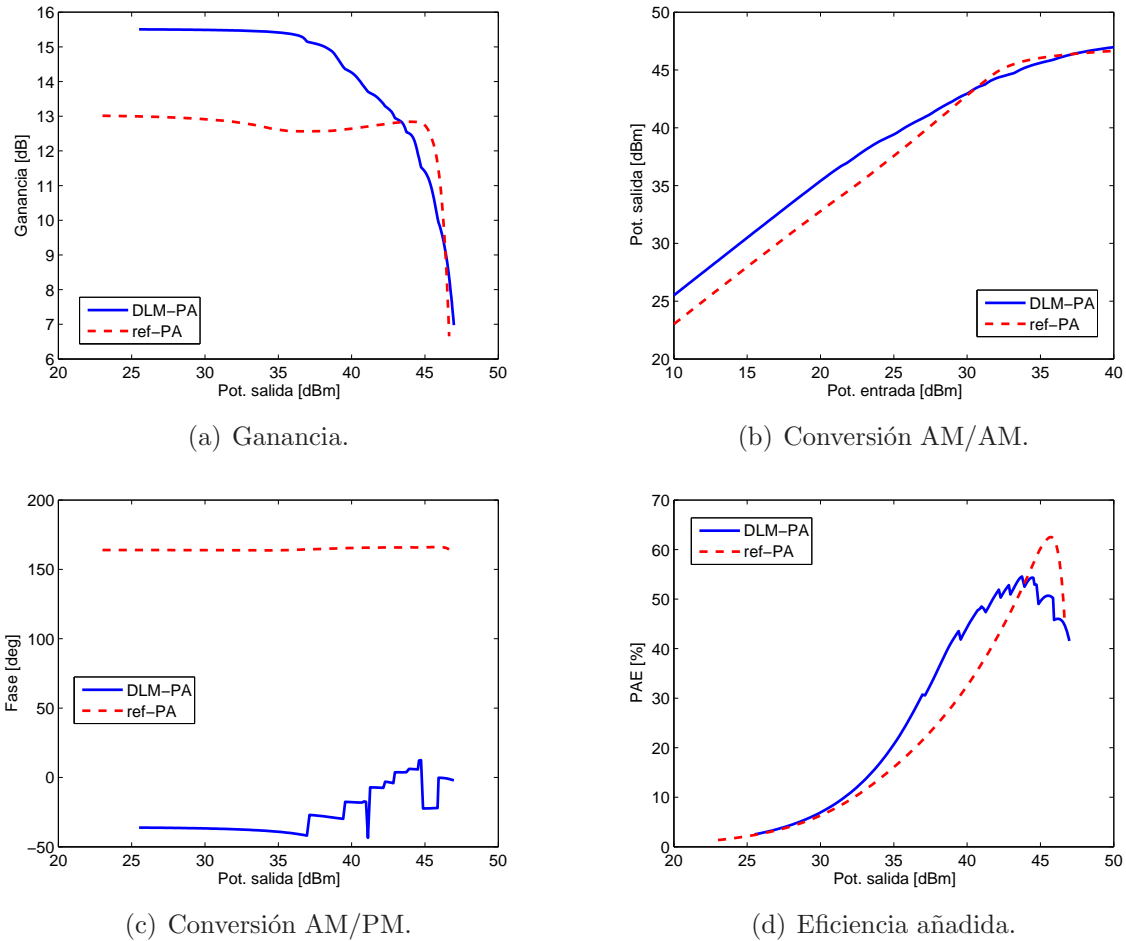 16
15
14
13
12
11
10
9
8
7
6
20 25 30 35 40 45 50
Ganancia [dB]
Pot. salida [dBm]
DLM−PA
ref−PA
(a) Ganancia.
50
45
40
35
30
25
20
10 15 20 25 30 35 40
Pot. salida [dBm]
Pot. entrada [dBm]
DLM−PA
ref−PA
(b) Conversión AM/AM.
200
150
100
50
0
−50
20 25 30 35 40 45 50
Fase [deg]
Pot. salida [dBm]
DLM−PA
ref−PA
(c) Conversión AM/PM.
70
60
50
40
30
20
10
0
20 25 30 35 40 45 50
PAE [%]
Pot. salida [dBm]
DLM−PA
ref−PA
(d) Eficiencia añadida.